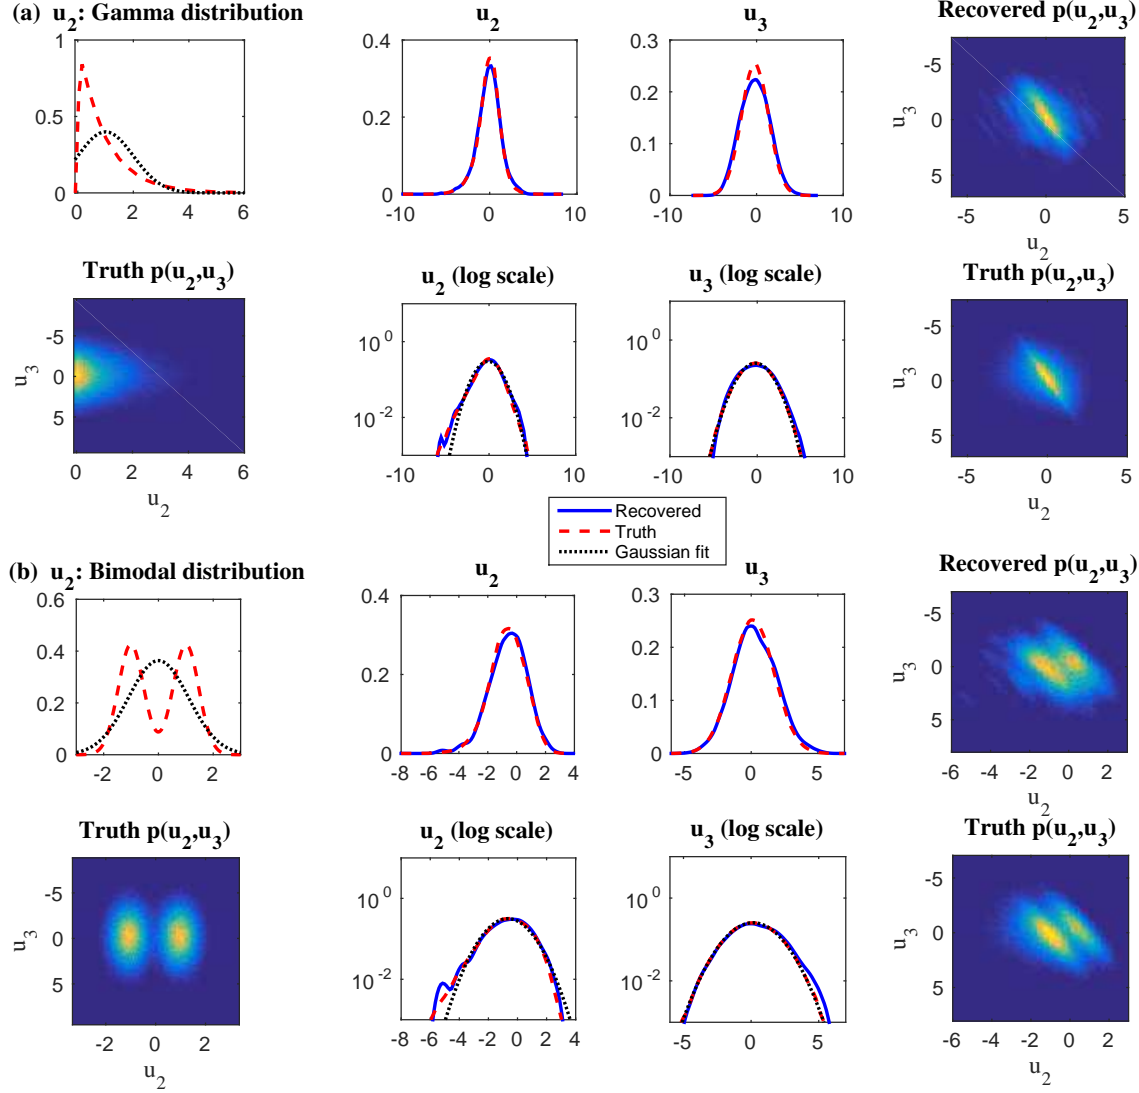 (a) u2: Gamma distribution
u2
u3
Recovered p(u2,u3)
1
0.5
0
0 2 4 6
0.4
0.2
0
-10 0 10
0.3
0.2
0.1
0
-10 0 10
u3
-5
0
5
-5 0 5
u2
Truth p(u2,u3)
u2 (log scale)
u3 (log scale)
Truth p(u2,u3)
u3
-5
0
5
0 2 4 6
u2
10^0
10^-2
-10 0 10
10^0
10^-2
-10 0 10
u3
-5
0
5
-5 0 5
u2
Recovered
Truth
Gaussian fit
(b) u2: Bimodal distribution
u2
u3
Recovered p(u2,u3)
0.6
0.4
0.2
0
-2 0 2
0.4
0.2
0
-8 -6 -4 -2 0 2 4
0.3
0.2
0.1
0
-5 0 5
u3
-5
0
5
-6 -4 -2 0 2
u2
Truth p(u2,u3)
u2 (log scale)
u3 (log scale)
Truth p(u2,u3)
u3
-5
0
5
-2 0 2
u2
10^0
10^-2
-8 -6 -4 -2 0 2 4
10^0
10^-2
-5 0 5
u3
-5
0
5
-6 -4 -2 0 2
u2